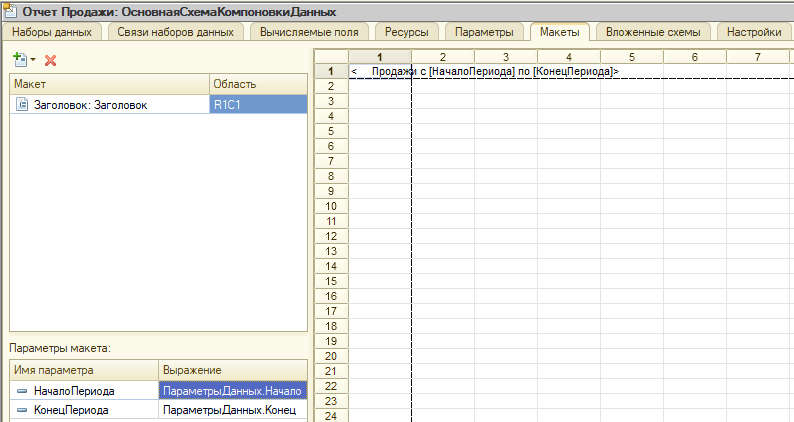 Отчет Продажи: ОсновнаяСхемаКомпоновкиДанных
Наборы данных Связи наборов данных Вычисляемые поля Ресурсы Параметры Макеты Вложенные схемы Настройки
Макет Область
Заголовок: Заголовок R1C1
1 2 3 4 5 6 7
1 < Продажи с [НачалоПериода] по [КонецПериода]>
2
3
4
5
6
7
8
9
10
11
12
13
14
15
16
17
18
19
20
21
22
23
24
Параметры макета:
Имя параметра Выражение
НачалоПериода ПараметрыДанных.Начало
КонецПериода ПараметрыДанных.Конец